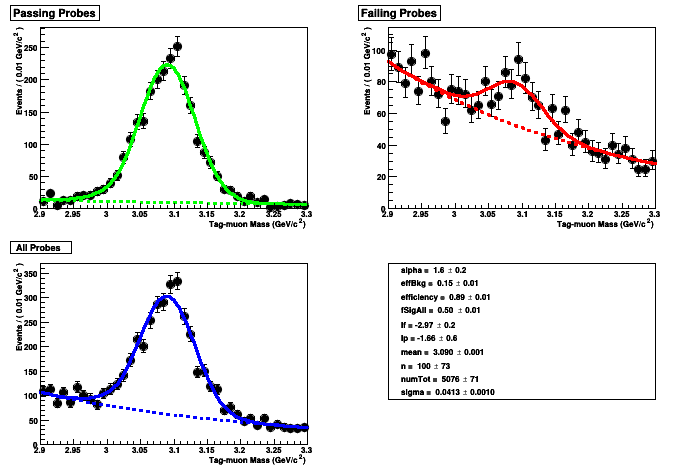 Passing Probes
Events / ( 0.01 GeV/c² )
250
200
150
100
50
0
2.9 2.95 3 3.05 3.1 3.15 3.2 3.25 3.3
Tag-muon Mass (GeV/c²)
Failing Probes
Events / ( 0.01 GeV/c² )
100
80
60
40
20
0
2.9 2.95 3 3.05 3.1 3.15 3.2 3.25 3.3
Tag-muon Mass (GeV/c²)
All Probes
Events / ( 0.01 GeV/c² )
350
300
250
200
150
100
50
0
2.9 2.95 3 3.05 3.1 3.15 3.2 3.25 3.3
Tag-muon Mass (GeV/c²)
alpha = 1.6 ± 0.2
effBkg = 0.15 ± 0.01
efficiency = 0.89 ± 0.01
fSigAll = 0.50 ± 0.01
lf = -2.97 ± 0.2
lp = -1.66 ± 0.6
mean = 3.090 ± 0.001
n = 100 ± 73
numTot = 5076 ± 71
sigma = 0.0413 ± 0.0010